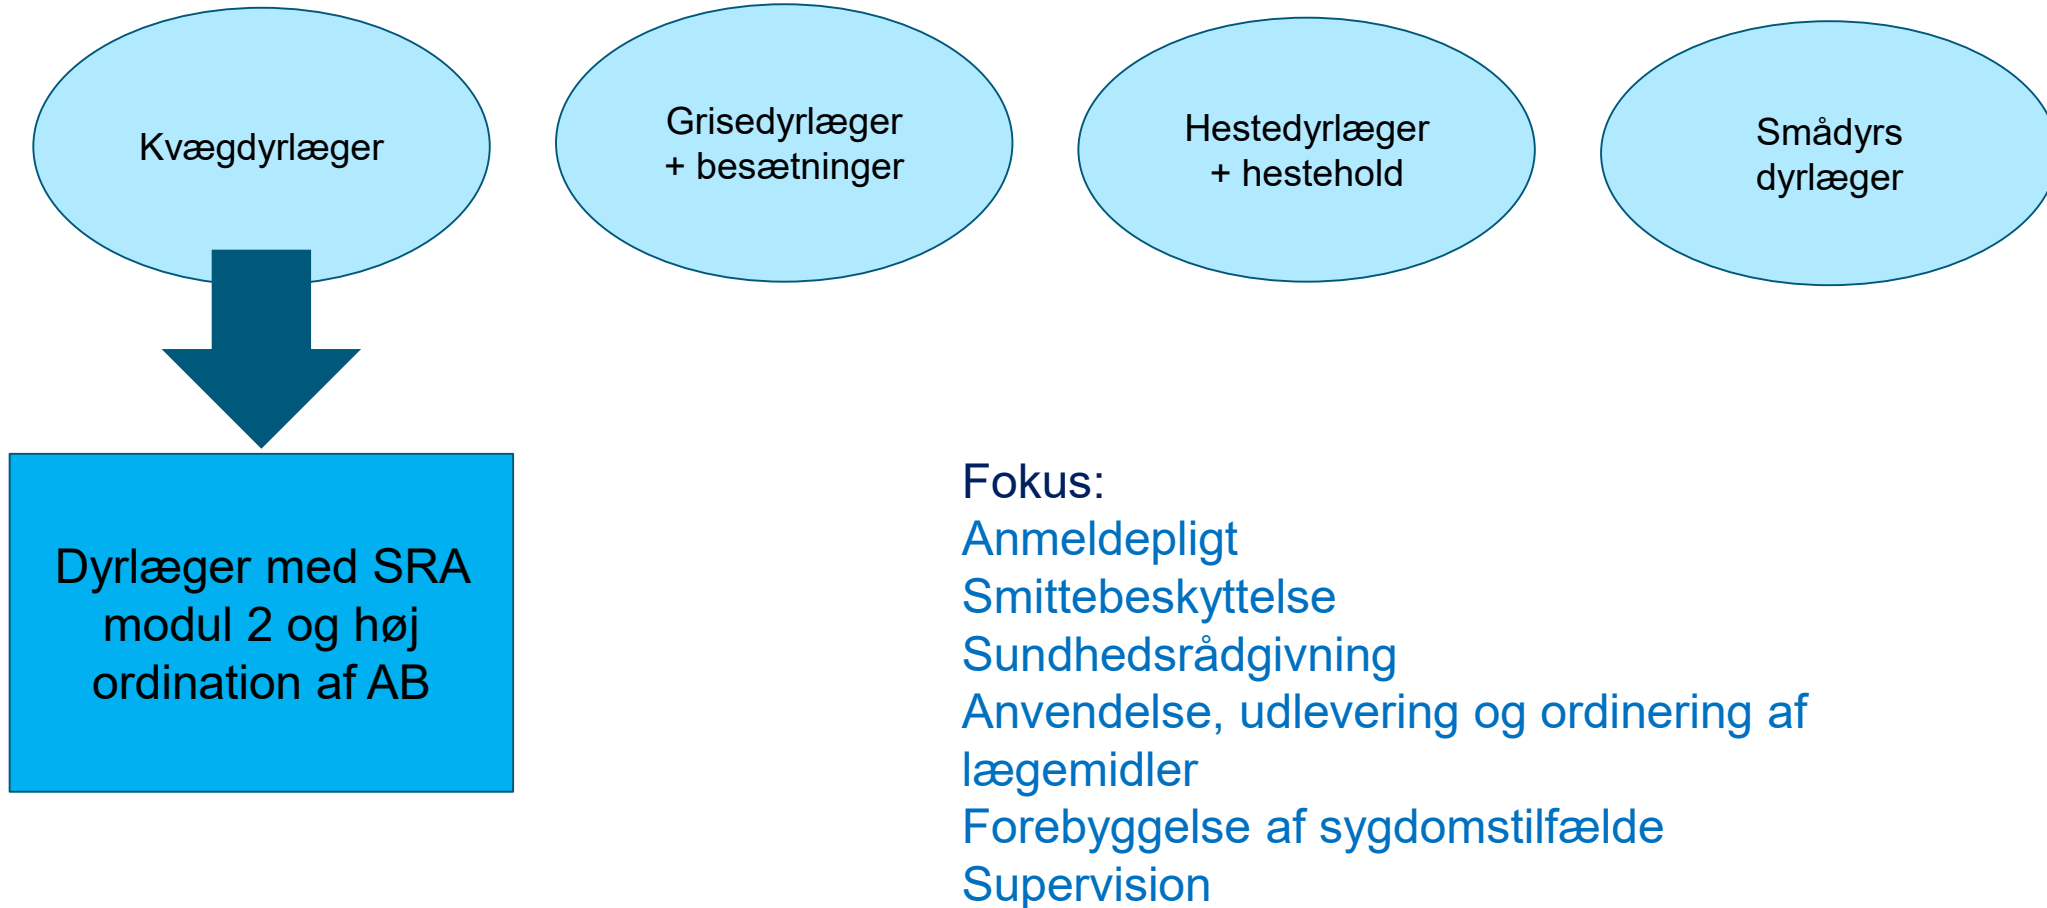 Kvægdyrlæger
Grisedyrlæger
+ besætninger
Hestedyrlæger
+ hestehold
Smådyrs
dyrlæger
Dyrlæger med SRA
modul 2 og høj
ordination af AB
Fokus:
Anmeldepligt
Smittebeskyttelse
Sundhedsrådgivning
Anvendelse, udlevering og ordinering af
lægemidler
Forebyggelse af sygdomstilfælde
Supervision